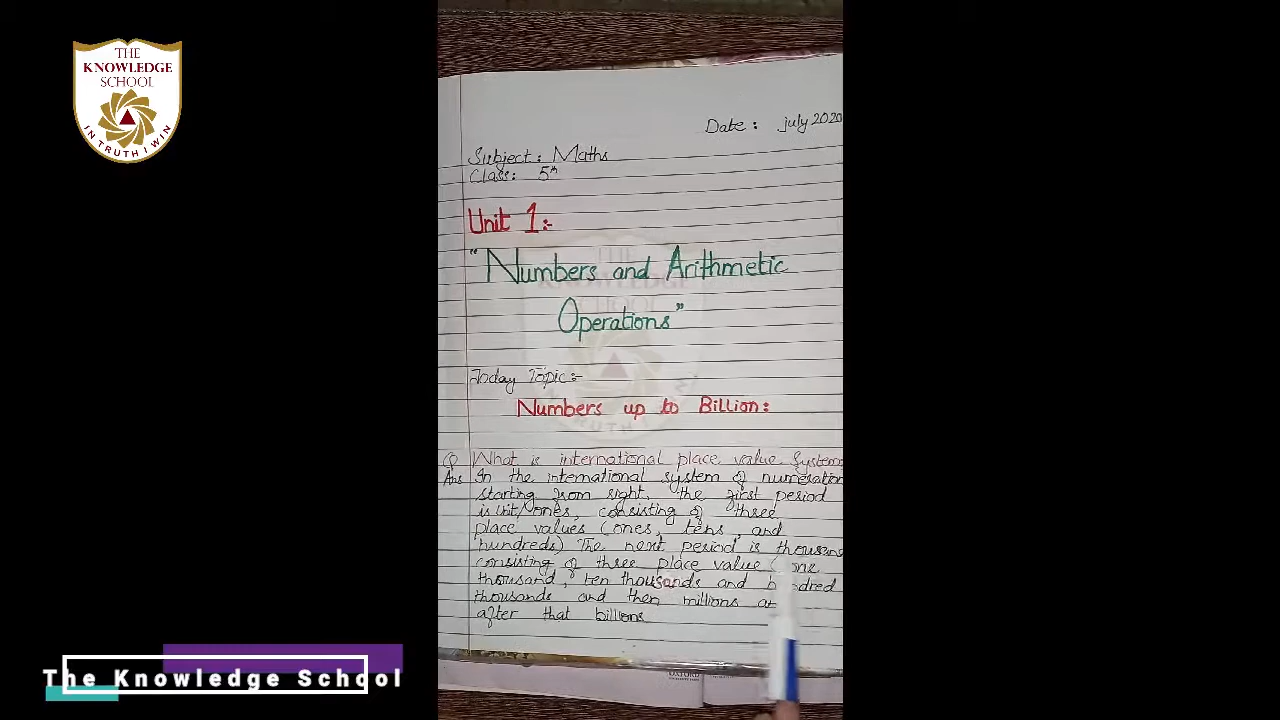 THE
KNOWLEDGE
SCHOOL
IN TRUTH I WIN
Date: july 2020
Subject: Maths
Class: 5th
Unit 1:-
"Numbers and Arithmetic
Operations"
Today Topic:-
Numbers up to Billion:
Q What is international place value System
Ans In the international system of numeration
starting from right, the first period
is Unit/ones, consisting of three
place values (ones, tens, and
hundreds) The next period is thousand
consisting of three place value (one
thousand, ten thousands and hundred
thousands and then millions
after that billions
The Knowledge School